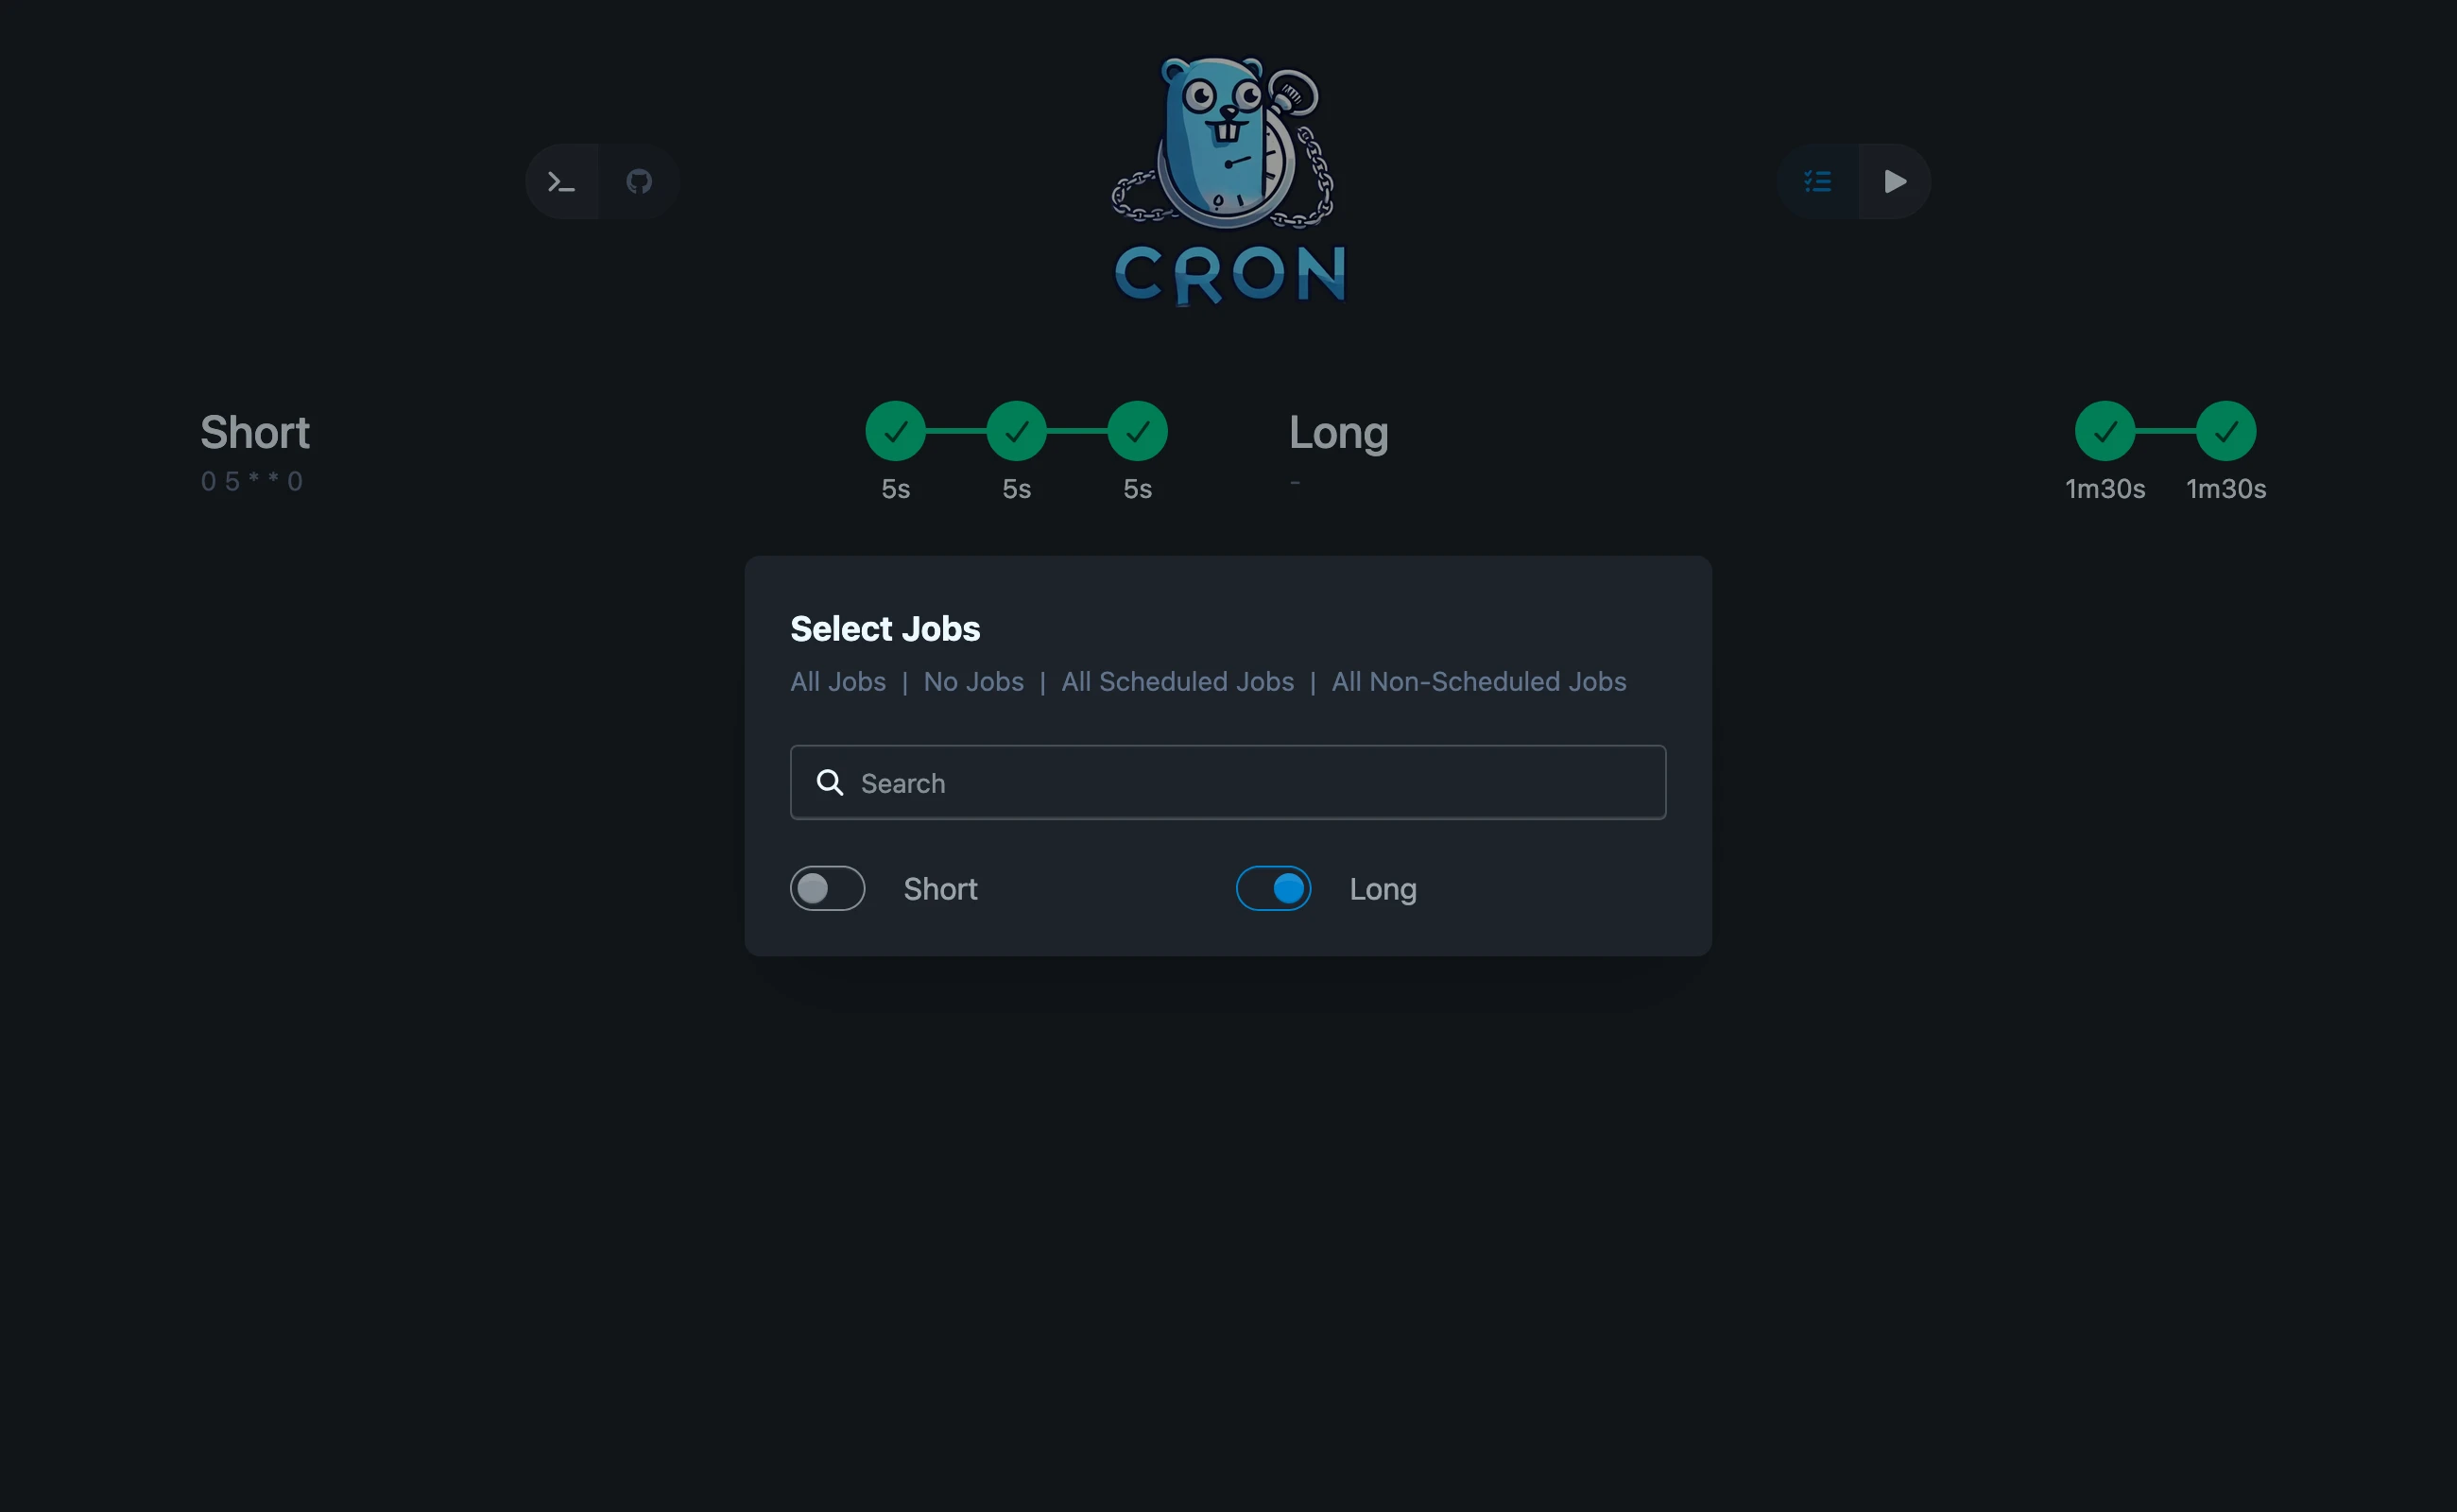 CRON
Short
0 5 * * 0
5s 5s 5s
Long
-
1m30s 1m30s
Select Jobs
All Jobs | No Jobs | All Scheduled Jobs | All Non-Scheduled Jobs
Search
Short
Long